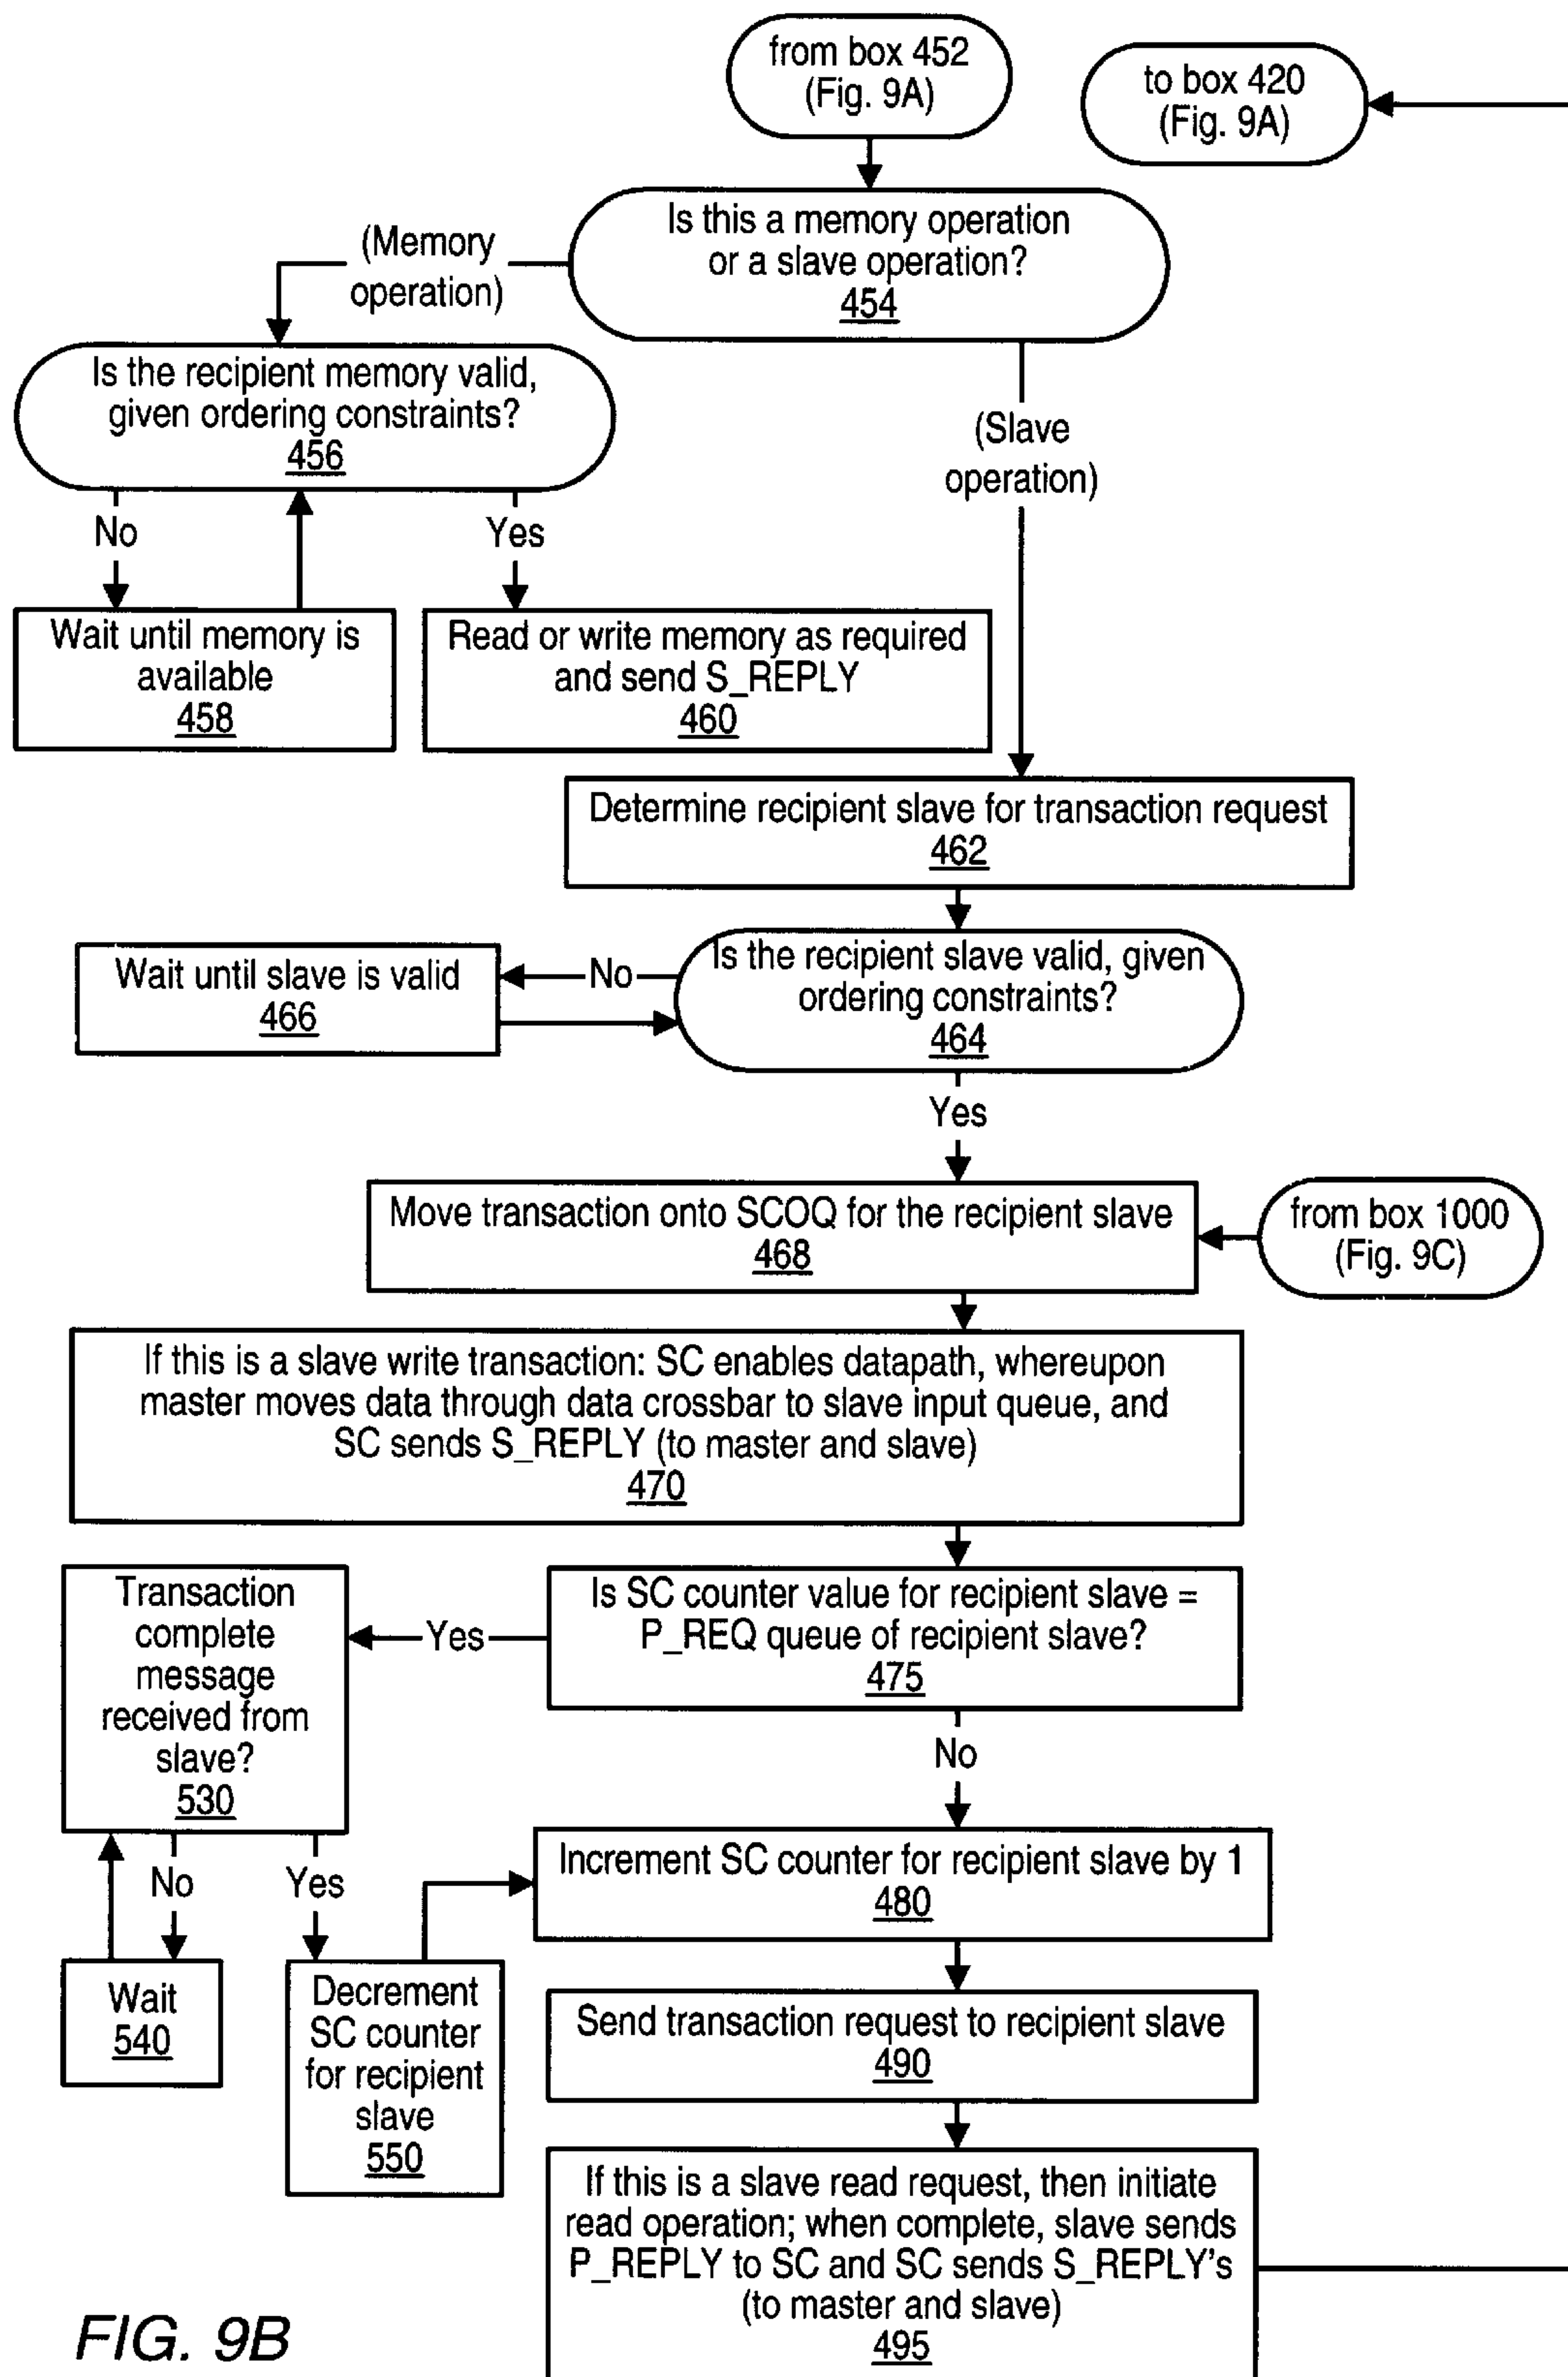 from box 452
(Fig. 9A)
to box 420
(Fig. 9A)
Is this a memory operation
or a slave operation?
454
(Memory
operation)
Is the recipient memory valid,
given ordering constraints?
456
(Slave
operation)
No
Yes
Wait until memory is
available
458
Read or write memory as required
and send S_REPLY
460
Determine recipient slave for transaction request
462
Wait until slave is valid
466
No
Is the recipient slave valid, given
ordering constraints?
464
Yes
Move transaction onto SCOQ for the recipient slave
468
from box 1000
(Fig. 9C)
If this is a slave write transaction: SC enables datapath, whereupon
master moves data through data crossbar to slave input queue, and
SC sends S_REPLY (to master and slave)
470
Transaction
complete
message
received from
slave?
530
Yes
Is SC counter value for recipient slave =
P_REQ queue of recipient slave?
475
No
No
Yes
Increment SC counter for recipient slave by 1
480
Wait
540
Decrement
SC counter
for recipient
slave
550
Send transaction request to recipient slave
490
If this is a slave read request, then initiate
read operation; when complete, slave sends
P_REPLY to SC and SC sends S_REPLY's
(to master and slave)
495
FIG. 9B